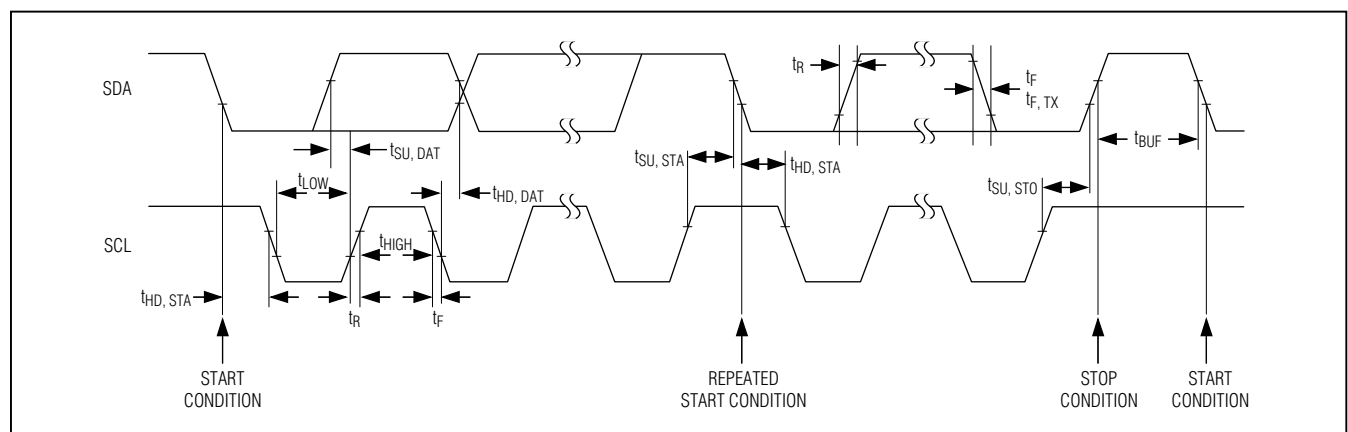 SDA
tR
tF
tF, TX
tSU, DAT
tLOW
tHD, DAT
tSU, STA
tHD, STA
tBUF
tSU, STO
SCL
tHIGH
tHD, STA
tR
tF
START
CONDITION
REPEATED
START CONDITION
STOP
CONDITION
START
CONDITION